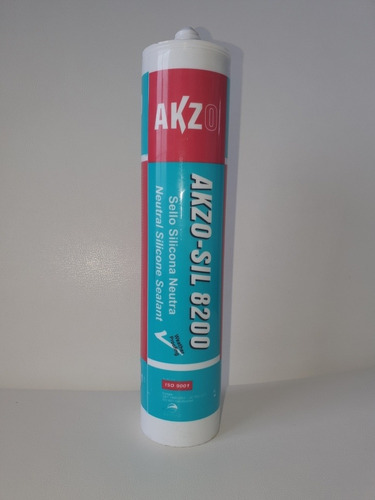 AKZO
AKZO-SIL 8200
Sello Silicona Neutra
Neutral Silicone Sealant
ISO 9001